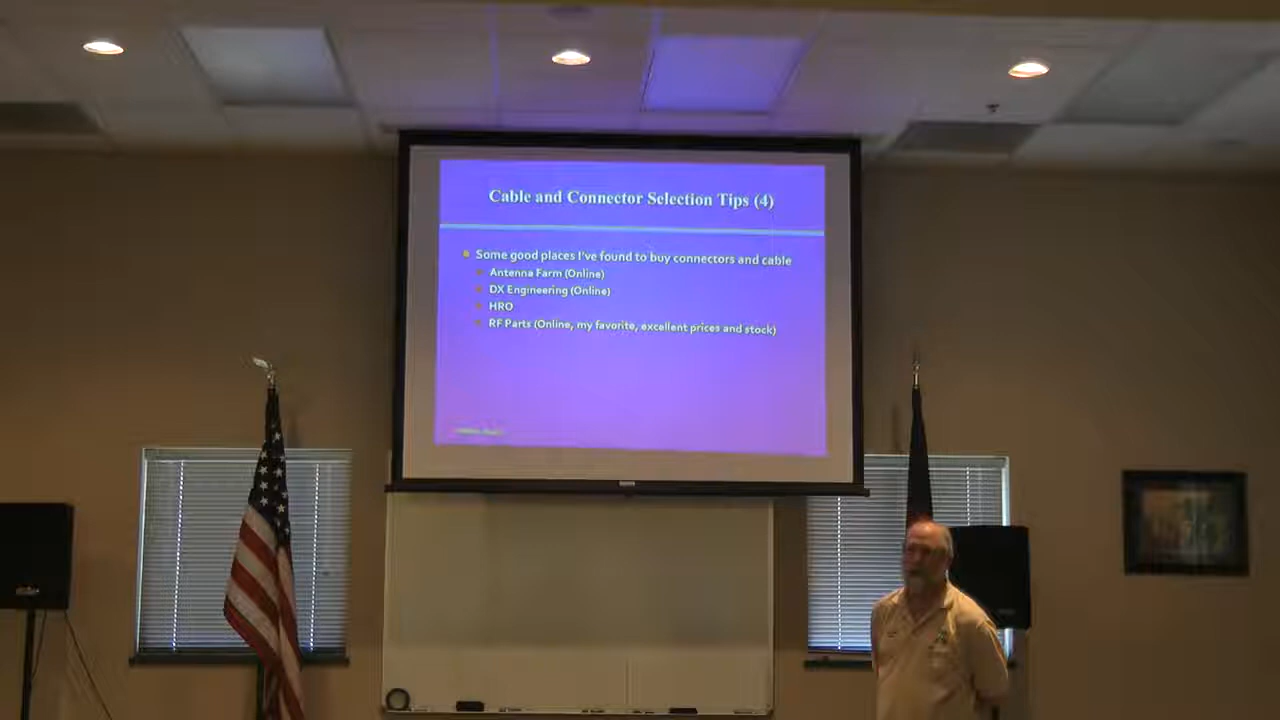 Cable and Connector Selection Tips (4)
Some good places I've found to buy connectors and cable
Antenna Farm (Online)
DX Engineering (Online)
HRO
RF Parts (Online, my favorite, excellent prices and stock)